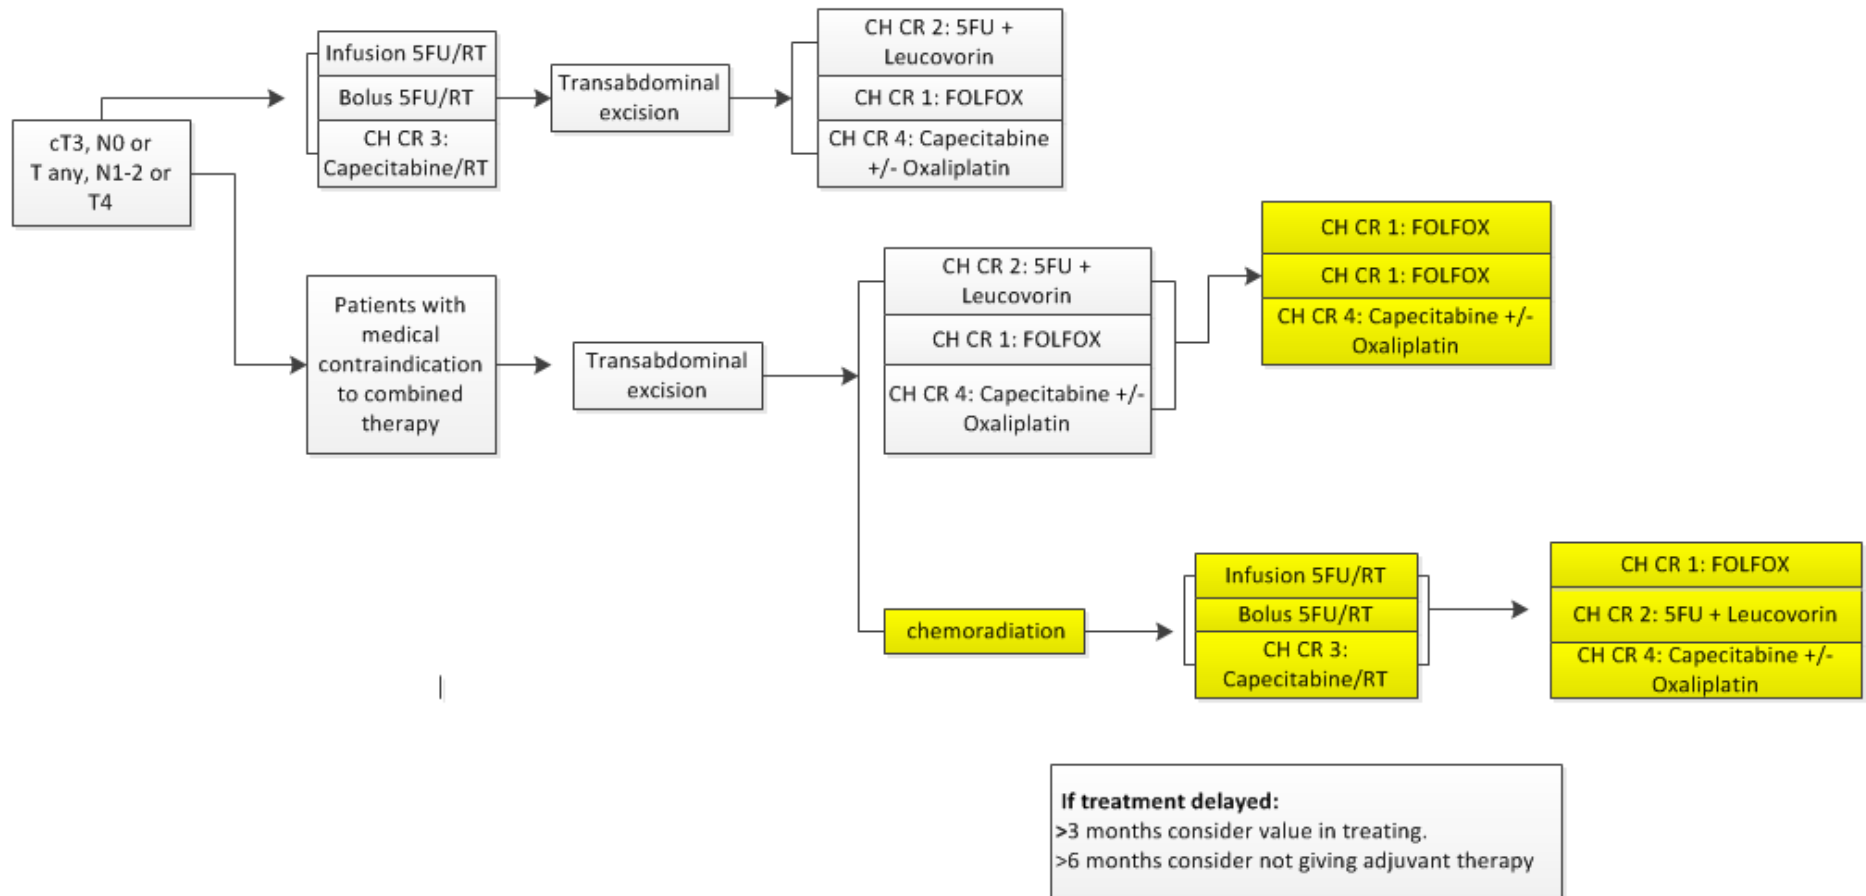 cT3, N0 or
T any, N1-2 or
T4
Infusion 5FU/RT
Bolus 5FU/RT
CH CR 3:
Capecitabine/RT
Transabdominal
excision
CH CR 2: 5FU +
Leucovorin
CH CR 1: FOLFOX
CH CR 4: Capecitabine
+/- Oxaliplatin
Patients with
medical
contraindication
to combined
therapy
Transabdominal
excision
CH CR 2: 5FU +
Leucovorin
CH CR 1: FOLFOX
CH CR 4: Capecitabine +/-
Oxaliplatin
CH CR 1: FOLFOX
CH CR 1: FOLFOX
CH CR 4: Capecitabine +/-
Oxaliplatin
chemoradiation
Infusion 5FU/RT
Bolus 5FU/RT
CH CR 3:
Capecitabine/RT
CH CR 1: FOLFOX
CH CR 2: 5FU + Leucovorin
CH CR 4: Capecitabine +/-
Oxaliplatin
If treatment delayed:
>3 months consider value in treating.
>6 months consider not giving adjuvant therapy